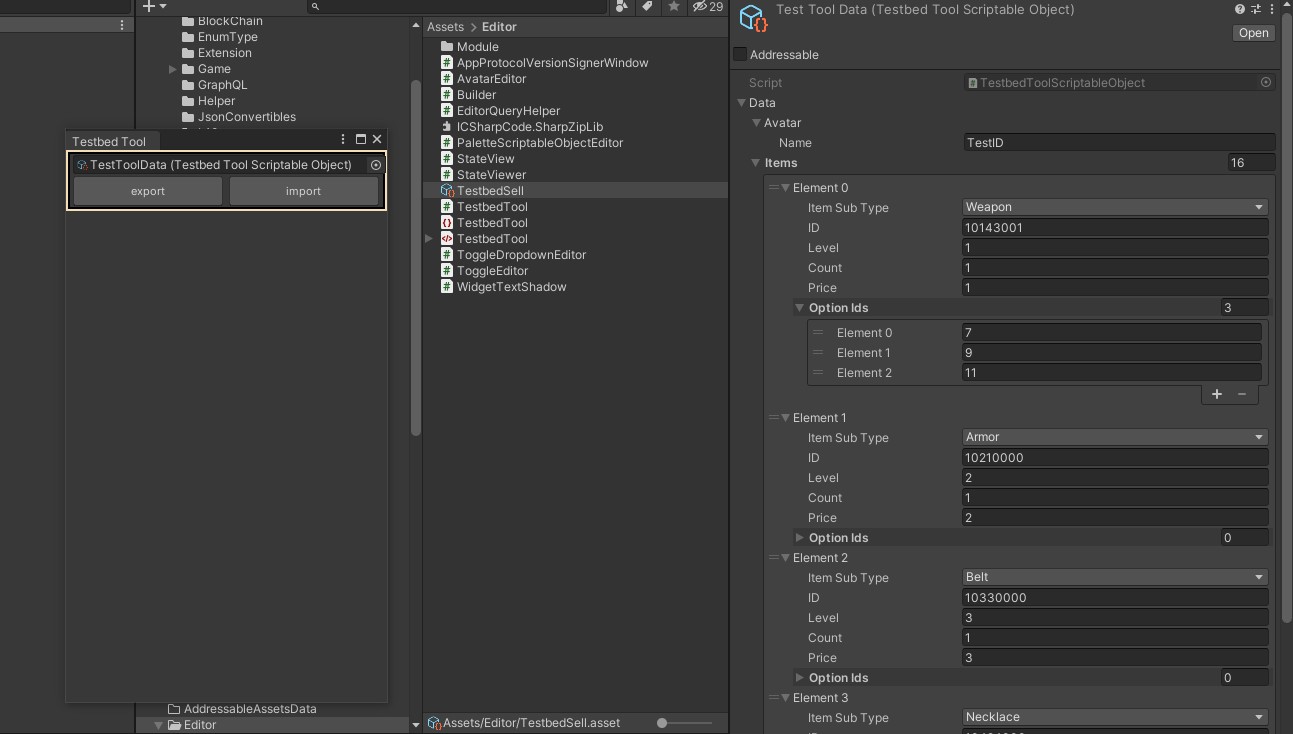 29
BlockChain
EnumType
Extension
Game
GraphQL
Helper
JsonConvertibles
Testbed Tool
TestToolData (Testbed Tool Scriptable Object)
export
import
AddressableAssetsData
Editor
Assets > Editor
Module
AppProtocolVersionSignerWindow
AvatarEditor
Builder
EditorQueryHelper
ICSharpCode.SharpZipLib
PaletteScriptableObjectEditor
StateView
StateViewer
TestbedSell
TestbedTool
TestbedTool
TestbedTool
ToggleDropdownEditor
ToggleEditor
WidgetTextShadow
Assets/Editor/TestbedSell.asset
Test Tool Data (Testbed Tool Scriptable Object)
Open
Addressable
Script TestbedToolScriptableObject
Data
Avatar
Name TestID
Items 16
Element 0
Item Sub Type Weapon
ID 10143001
Level 1
Count 1
Price 1
Option Ids 3
Element 0 7
Element 1 9
Element 2 11
+ -
Element 1
Item Sub Type Armor
ID 10210000
Level 2
Count 1
Price 2
Option Ids 0
Element 2
Item Sub Type Belt
ID 10330000
Level 3
Count 1
Price 3
Option Ids 0
Element 3
Item Sub Type Necklace